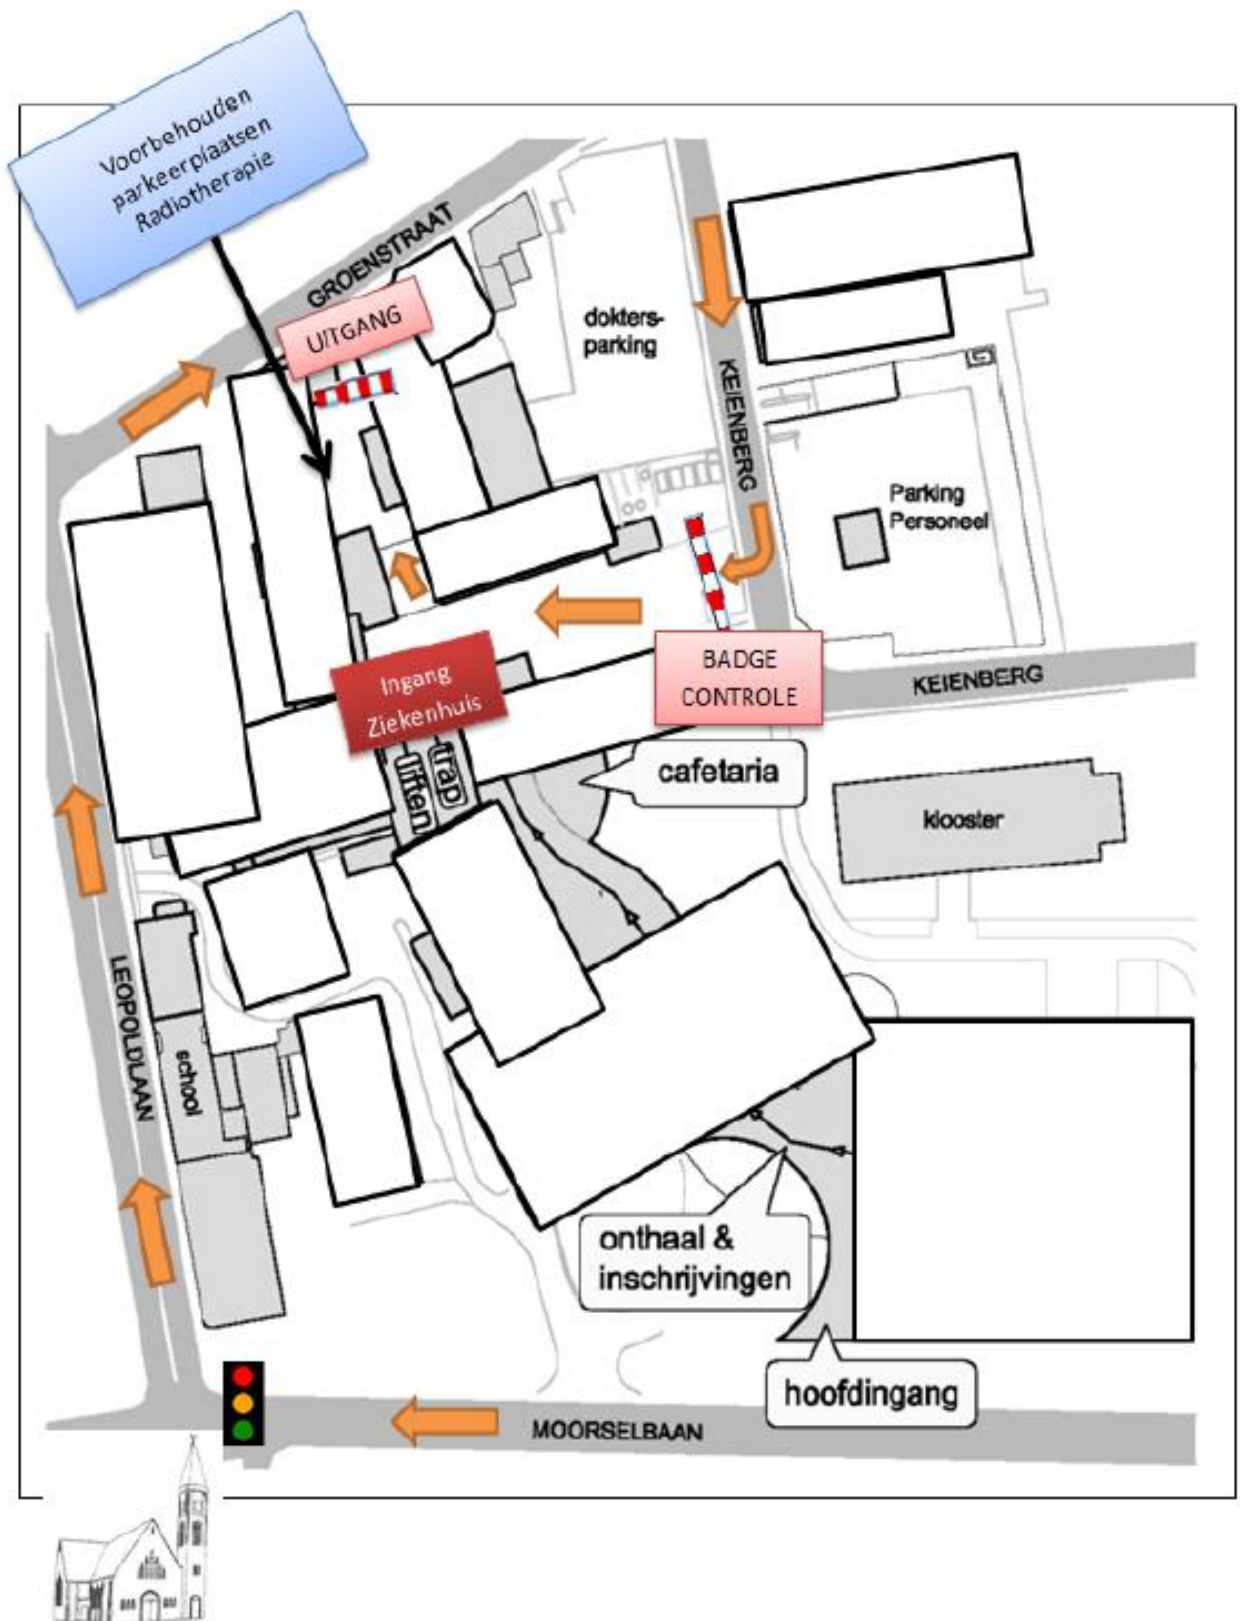 Voorbehouden
parkeerplaatsen
Radiotherapie
GROENSTRAAT
UITGANG
dokters-
parking
KEIENBERG
Parking
Personeel
BADGE
CONTROLE
KEIENBERG
Ingang
Ziekenhuis
trap
liften
cafetaria
klooster
LEOPOLDLAAN
school
onthaal &
inschrijvingen
hoofdingang
MOORSELBAAN